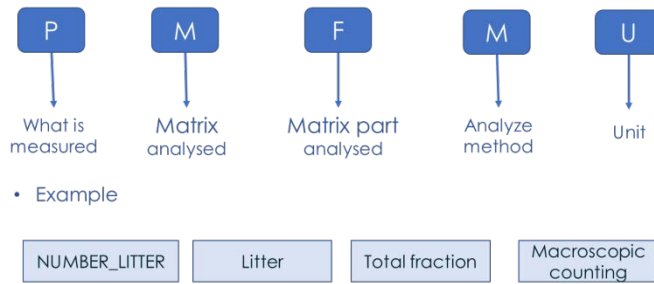 P M F M U
What is measured
Matrix analysed
Matrix part analysed
Analyze method
Unit
• Example
NUMBER_LITTER
Litter
Total fraction
Macroscopic counting